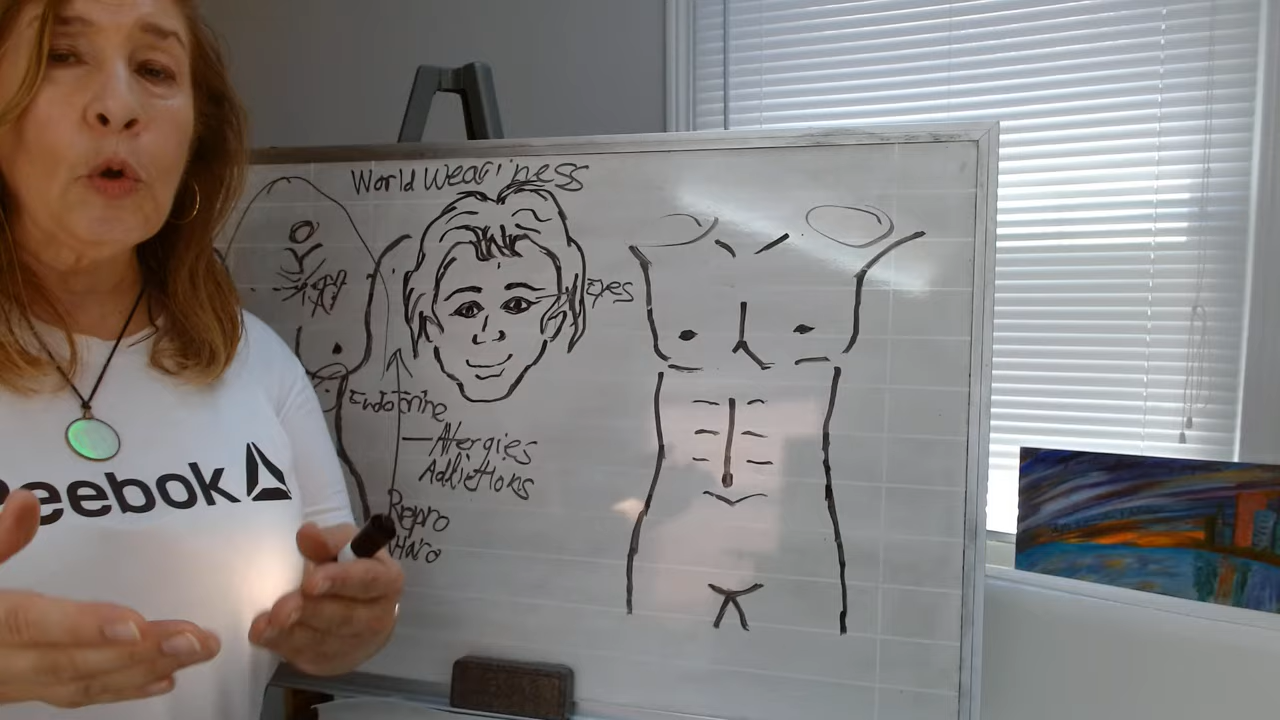 World Weariness
Eyes
Endocrine
Allergies
Addictions
Repro
Reebok